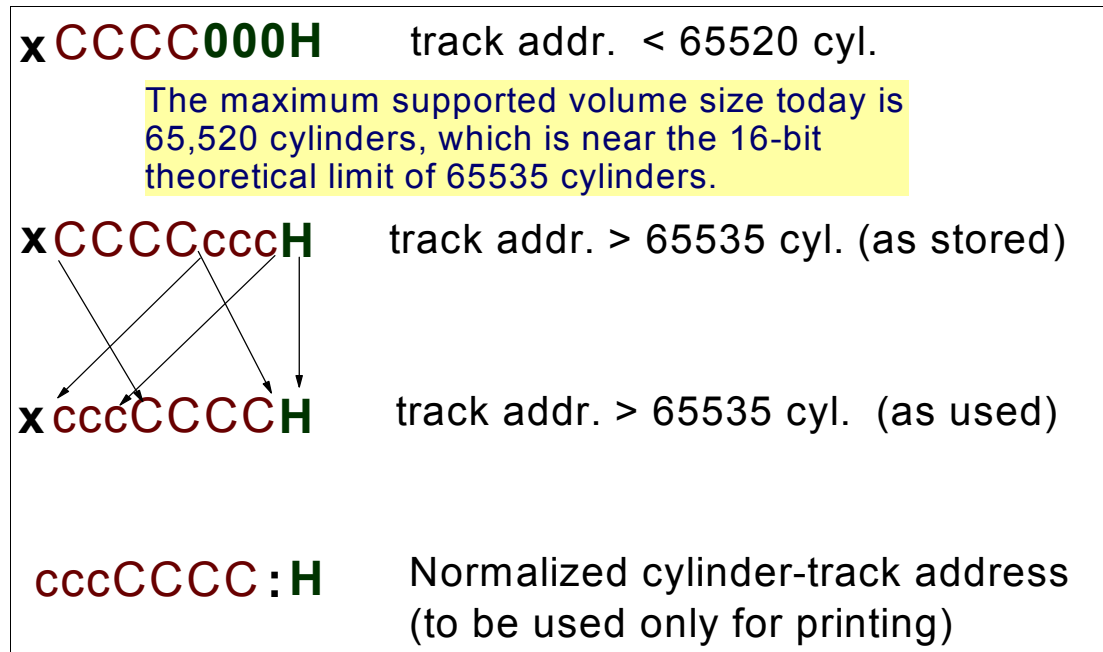 x CCCC000H track addr. < 65520 cyl.
The maximum supported volume size today is
65,520 cylinders, which is near the 16-bit
theoretical limit of 65535 cylinders.
xCCCCcccH track addr. > 65535 cyl. (as stored)
x cccCCCCH track addr. > 65535 cyl. (as used)
cccCCCC:H Normalized cylinder-track address
(to be used only for printing)